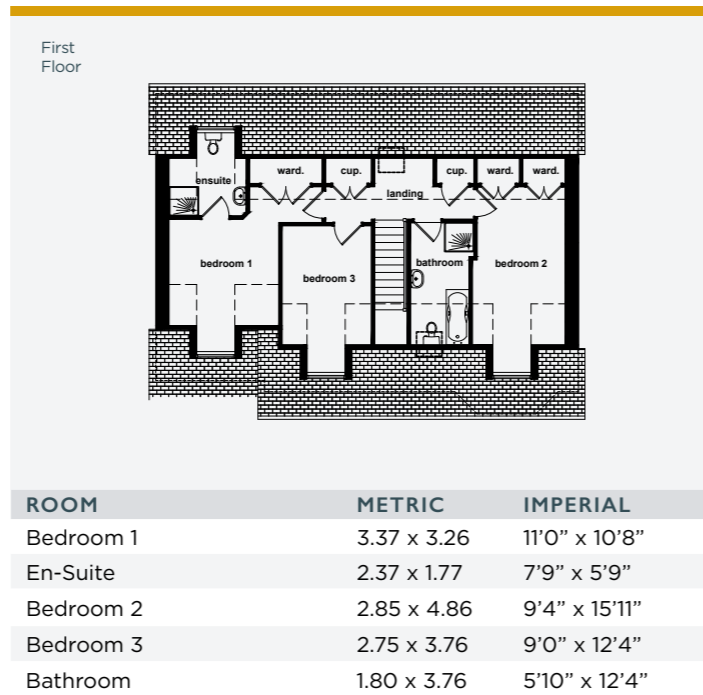 First
Floor
ward.
cup.
cup.
ward.
ward.
ensuite
landing
bedroom 1
bedroom 3
bathroom
bedroom 2
ROOM METRIC IMPERIAL
Bedroom 1 3.37 x 3.26 11’0” x 10’8”
En-Suite 2.37 x 1.77 7’9” x 5’9”
Bedroom 2 2.85 x 4.86 9’4” x 15’11”
Bedroom 3 2.75 x 3.76 9’0” x 12’4”
Bathroom 1.80 x 3.76 5’10” x 12’4”